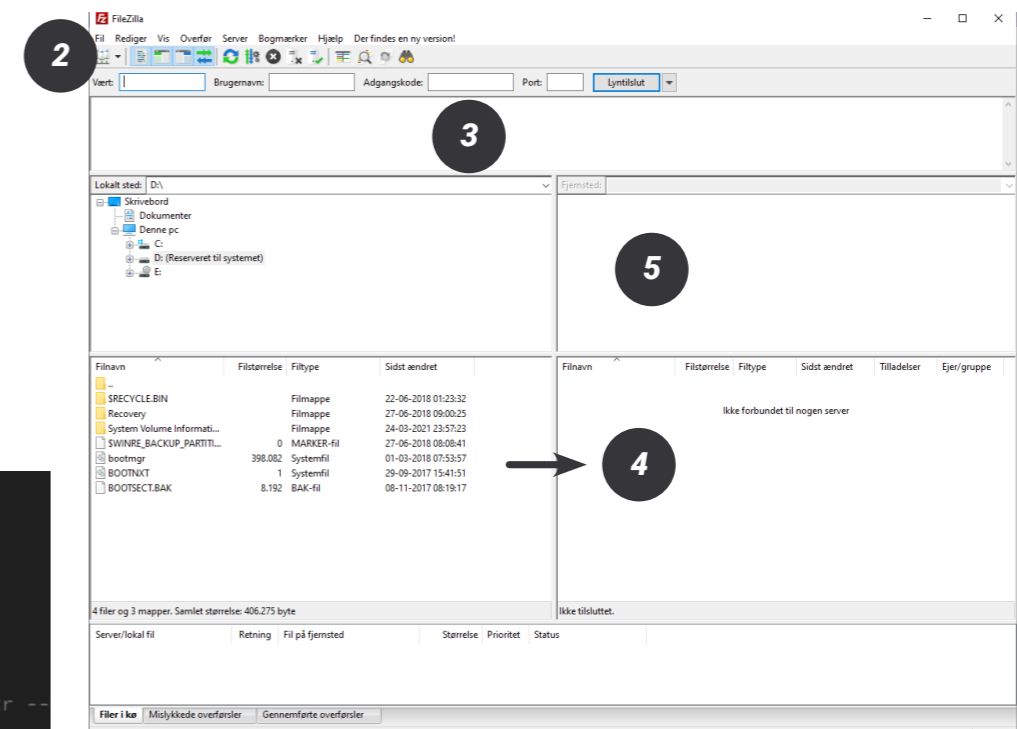 FileZilla
Fil Rediger Vis Overfør Server Bogmærker Hjælp Der findes en ny version!
2
Vært: Brugernavn: Adgangskode: Port: Lyntilslut
3
Lokalt sted: D:\ Fjernsted:
Skrivebord
Dokumenter
Denne pc
C:
D: (Reserveret til systemet)
E:
5
Filnavn Filstørrelse Filtype Sidst ændret
..
$RECYCLE.BIN Filmappe 22-06-2018 01:23:32
Recovery Filmappe 27-06-2018 09:00:25
System Volume Informati... Filmappe 24-03-2021 23:57:23
$WINRE_BACKUP_PARTITI... 0 MARKER-fil 27-06-2018 08:08:41
bootmgr 398.082 Systemfil 01-03-2018 07:53:57
BOOTNXT 1 Systemfil 29-09-2017 15:41:51
BOOTSECT.BAK 8.192 BAK-fil 08-11-2017 08:19:17
4 filer og 3 mapper. Samlet størrelse: 406.275 byte
Filnavn Filstørrelse Filtype Sidst ændret Tilladelser Ejer/gruppe
Ikke forbundet til nogen server
4
Ikke tilsluttet.
Server/lokal fil Retning Fil på fjernsted Størrelse Prioritet Status
Filer i kø Mislykkede overførsler Gennemførte overførsler